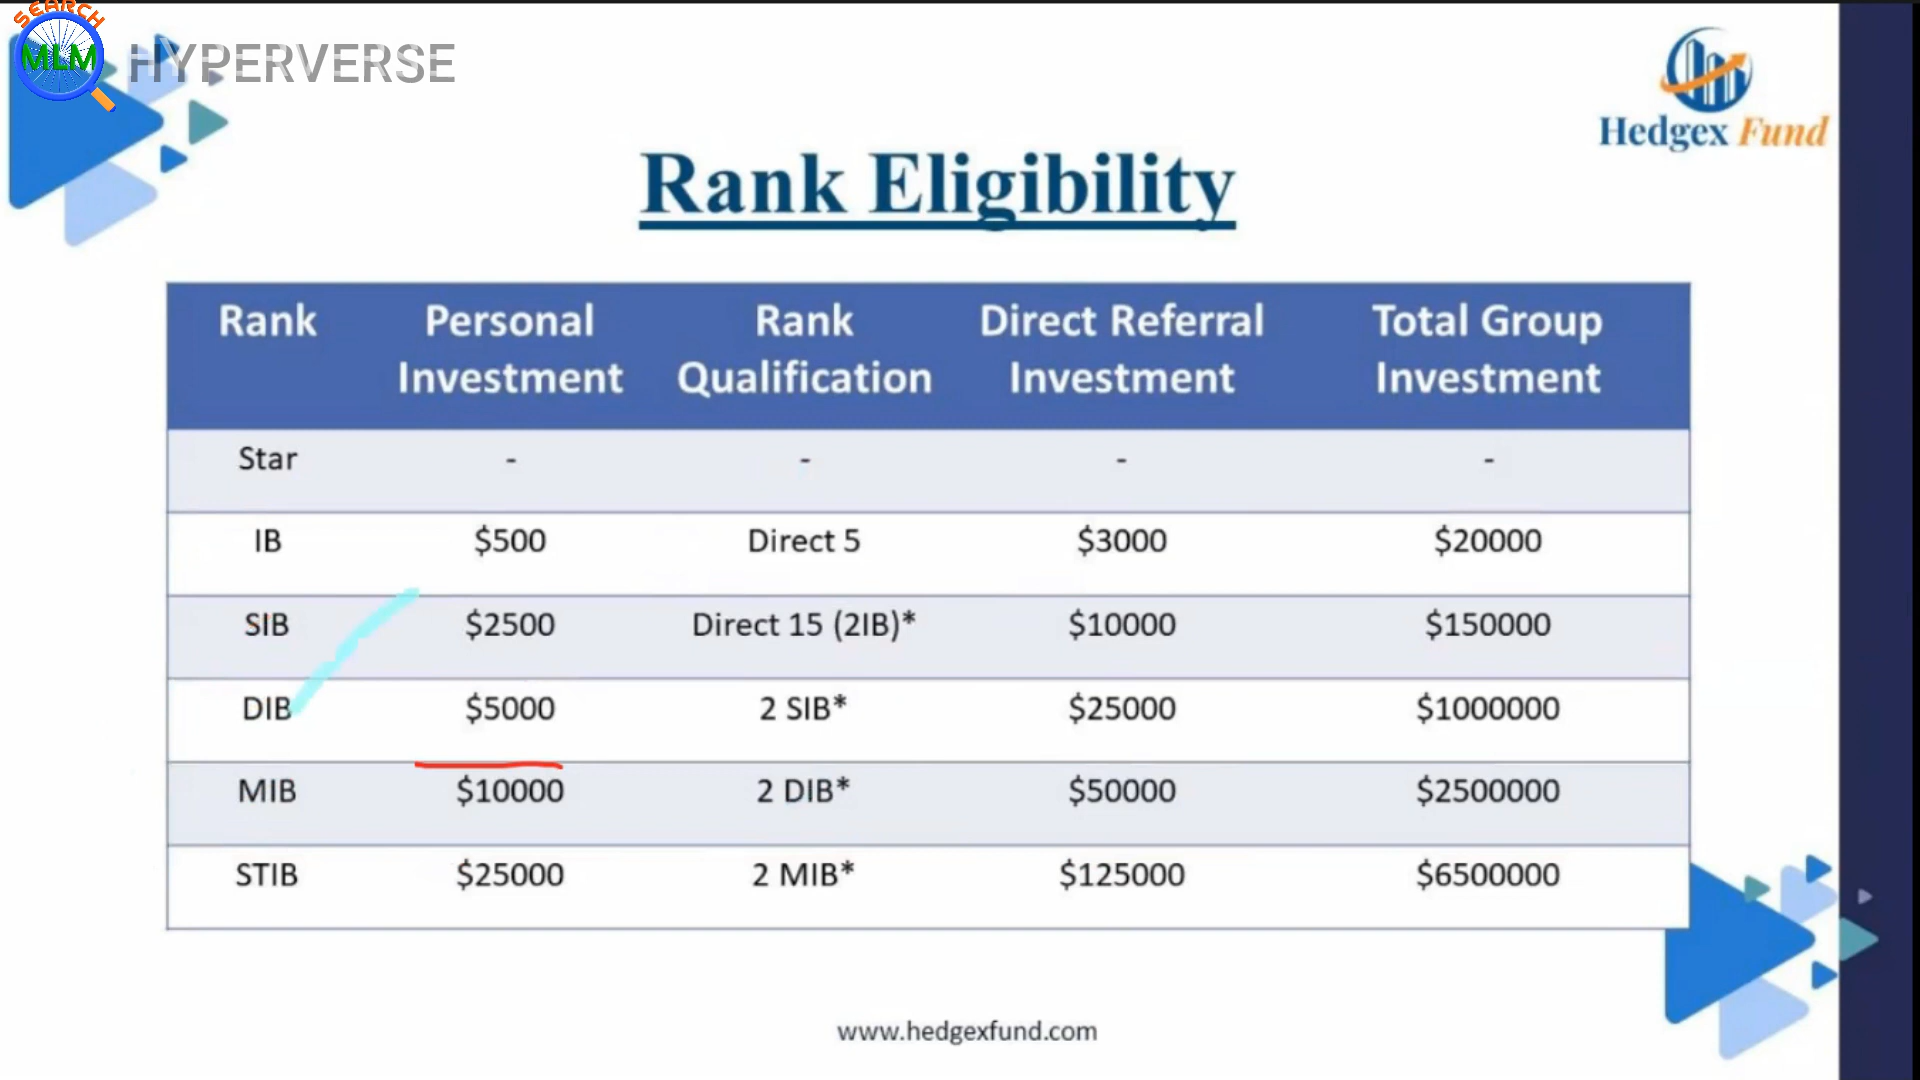 SEARCH
MLM
HYPERVERSE
Hedgex Fund
Rank Eligibility
Rank Personal Investment Rank Qualification Direct Referral Investment Total Group Investment
Star - - - -
IB $500 Direct 5 $3000 $20000
SIB $2500 Direct 15 (2IB)* $10000 $150000
DIB $5000 2 SIB* $25000 $1000000
MIB $10000 2 DIB* $50000 $2500000
STIB $25000 2 MIB* $125000 $6500000
www.hedgexfund.com